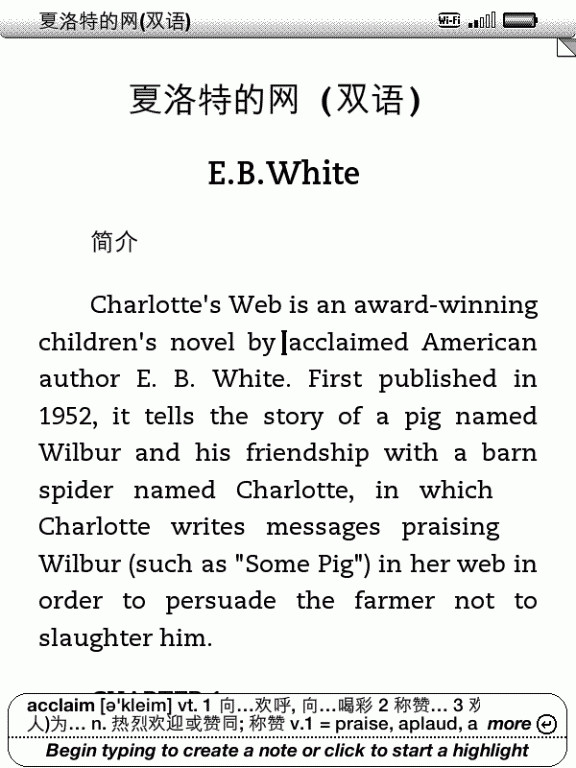 夏洛特的网(双语)
Wi-Fi
夏洛特的网（双语）
E.B.White
简介
Charlotte's Web is an award-winning
children's novel by acclaimed American
author E. B. White. First published in
1952, it tells the story of a pig named
Wilbur and his friendship with a barn
spider named Charlotte, in which
Charlotte writes messages praising
Wilbur (such as "Some Pig") in her web in
order to persuade the farmer not to
slaughter him.
acclaim [ə'kleim] vt. 1 向…欢呼, 向…喝彩 2 称赞… 3
人)为… n. 热烈欢迎或赞同; 称赞 v.1 = praise, aplaud, a more
Begin typing to create a note or click to start a highlight